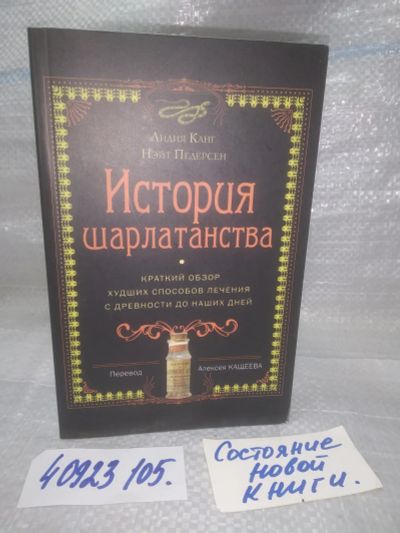 Лидия Канг
Нэйт Педерсен
История
шарлатанства
КРАТКИЙ ОБЗОР
ХУДШИХ СПОСОБОВ ЛЕЧЕНИЯ
С ДРЕВНОСТИ ДО НАШИХ ДНЕЙ
Перевод Алексея КАЩЕЕВА
40923/105.
Состояние
новой
книги.